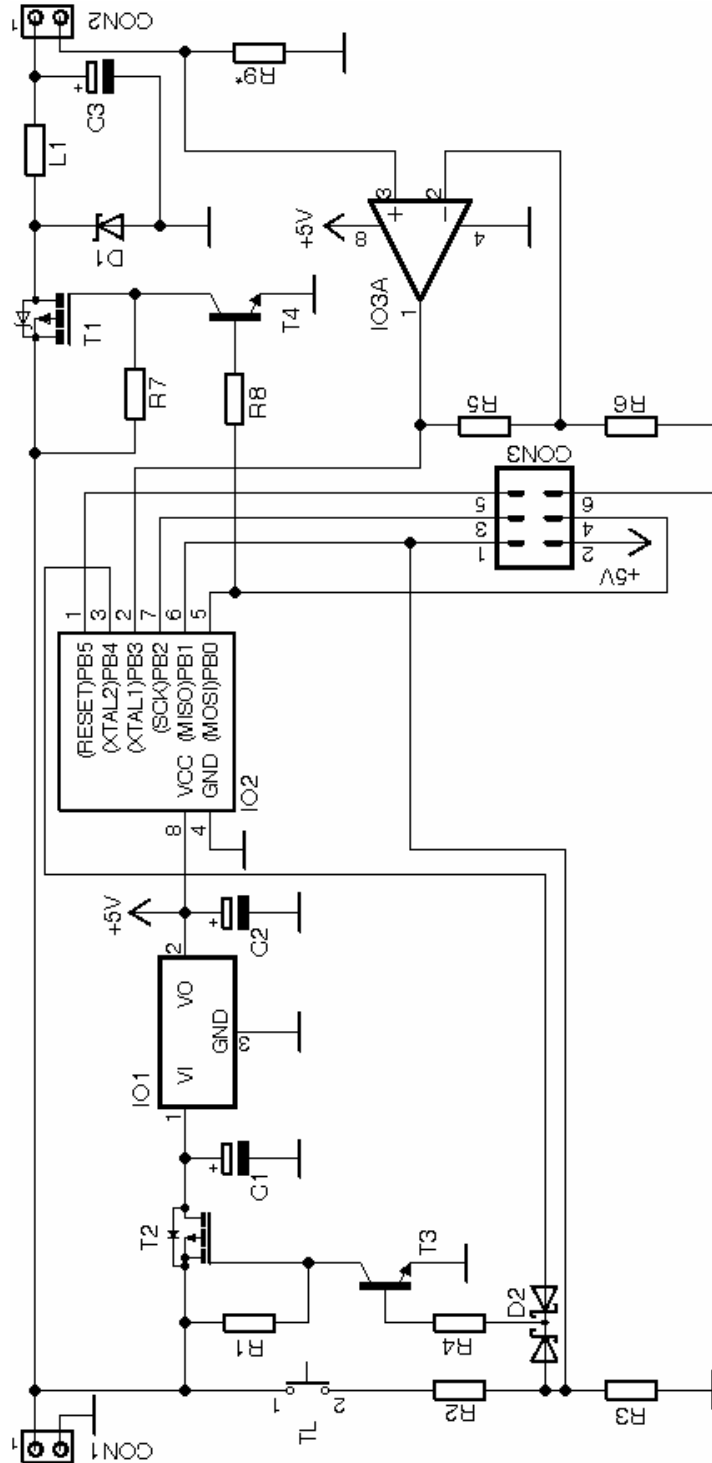 CON1
1
TL
1
2
R2
R3
R1
T2
T3
R4
D2
C1
+
IO1
1
VI
VO
2
GND
3
+5V
C2
+
IO2
8
VCC
4
GND
(RESET)PB5
1
(XTAL2)PB4
3
(XTAL1)PB3
2
(SCK)PB2
7
(MISO)PB1
6
(MOSI)PB0
5
T1
R7
R8
T4
D1
L1
C3
+
CON2
1
R9*
IO3A
+5V
8
3
+
2
-
4
1
R5
R6
CON3
1
3
5
2
4
6
+5V